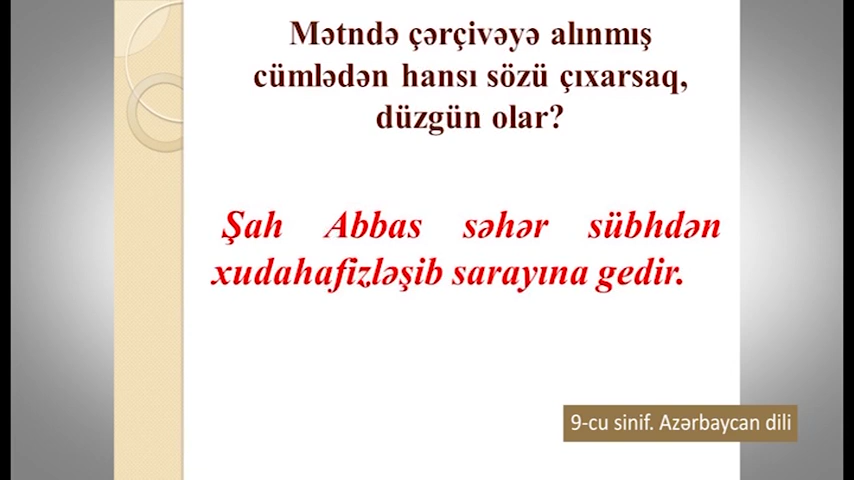 Mətndə çərçivəyə alınmış
cümlədən hansı sözü çıxarsaq,
düzgün olar?
Şah Abbas səhər sübhdən
xudahafizləşib sarayına gedir.
9-cu sinif. Azərbaycan dili